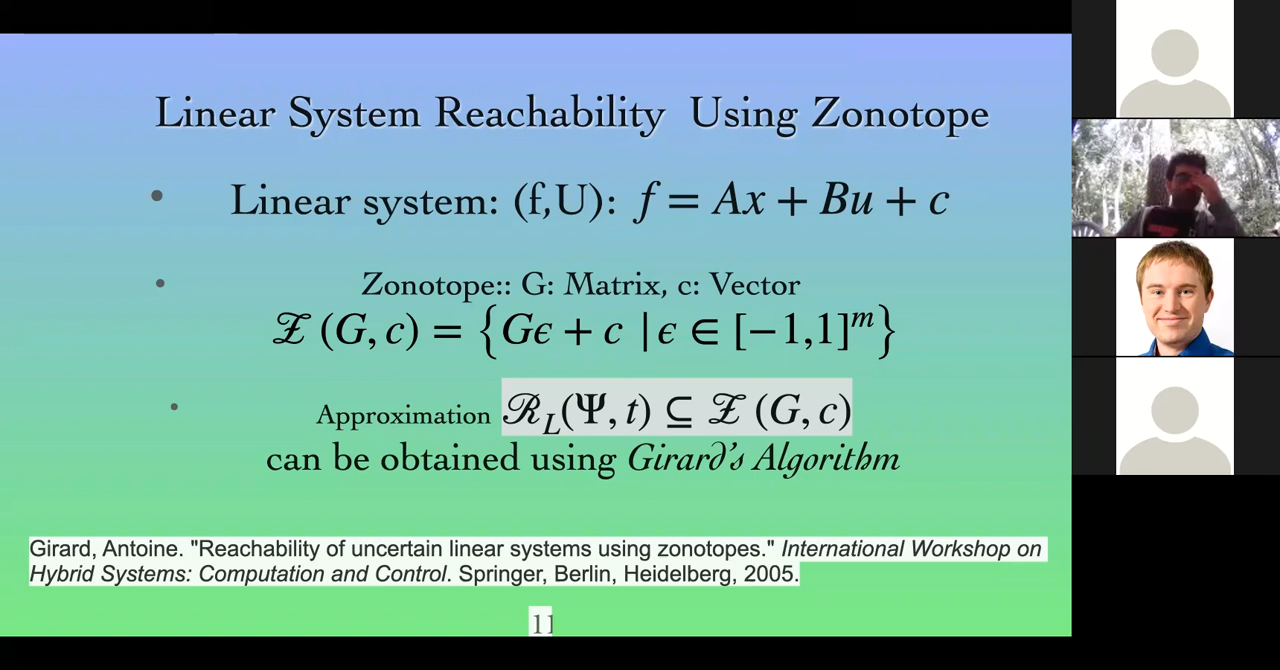 Linear System Reachability Using Zonotope
• Linear system: (f,U): f = Ax + Bu + c
• Zonotope:: G: Matrix, c: Vector
𝒵 (G, c) = {Gϵ + c | ϵ ∈ [−1,1]^m}
• Approximation ℛ_L(Ψ, t) ⊆ 𝒵 (G, c)
can be obtained using Girard's Algorithm
Girard, Antoine. "Reachability of uncertain linear systems using zonotopes." International Workshop on
Hybrid Systems: Computation and Control. Springer, Berlin, Heidelberg, 2005.
11